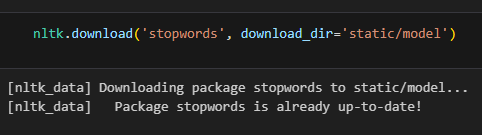 nltk.download('stopwords', download_dir='static/model')
[nltk_data] Downloading package stopwords to static/model...
[nltk_data]   Package stopwords is already up-to-date!